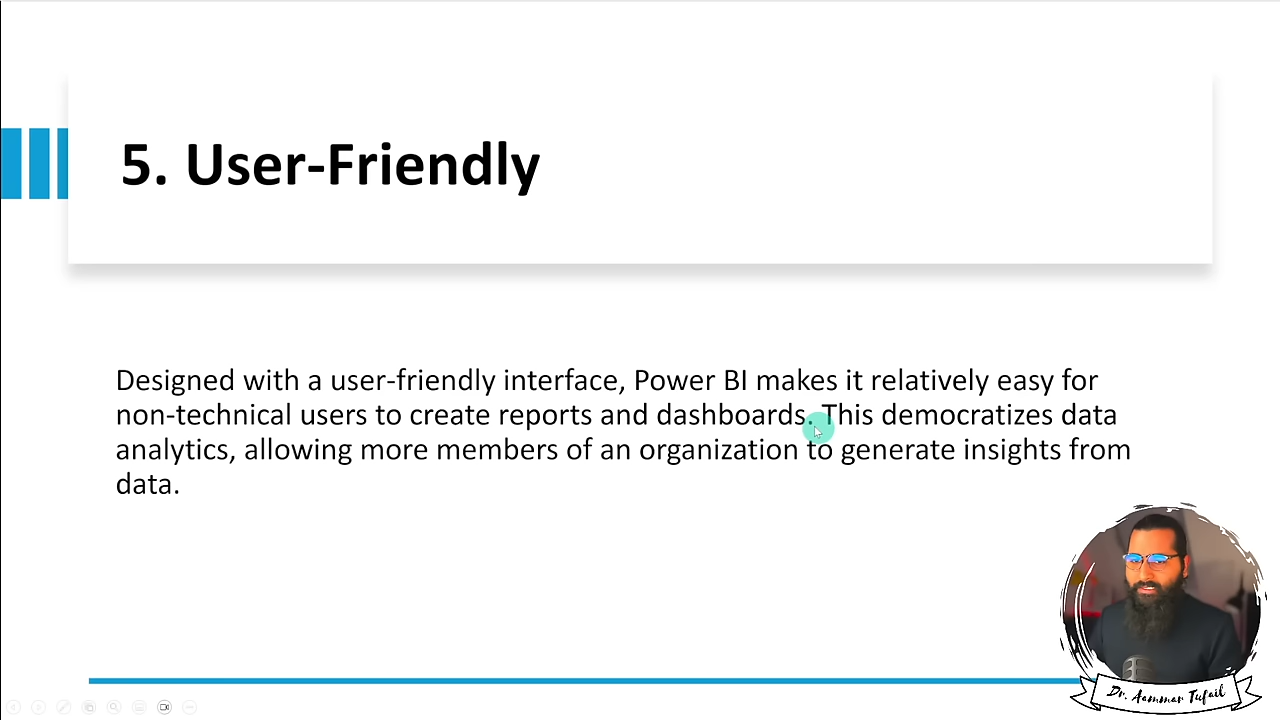 5. User-Friendly
Designed with a user-friendly interface, Power BI makes it relatively easy for
non-technical users to create reports and dashboards. This democratizes data
analytics, allowing more members of an organization to generate insights from
data.
Dr. Aammar Tufail